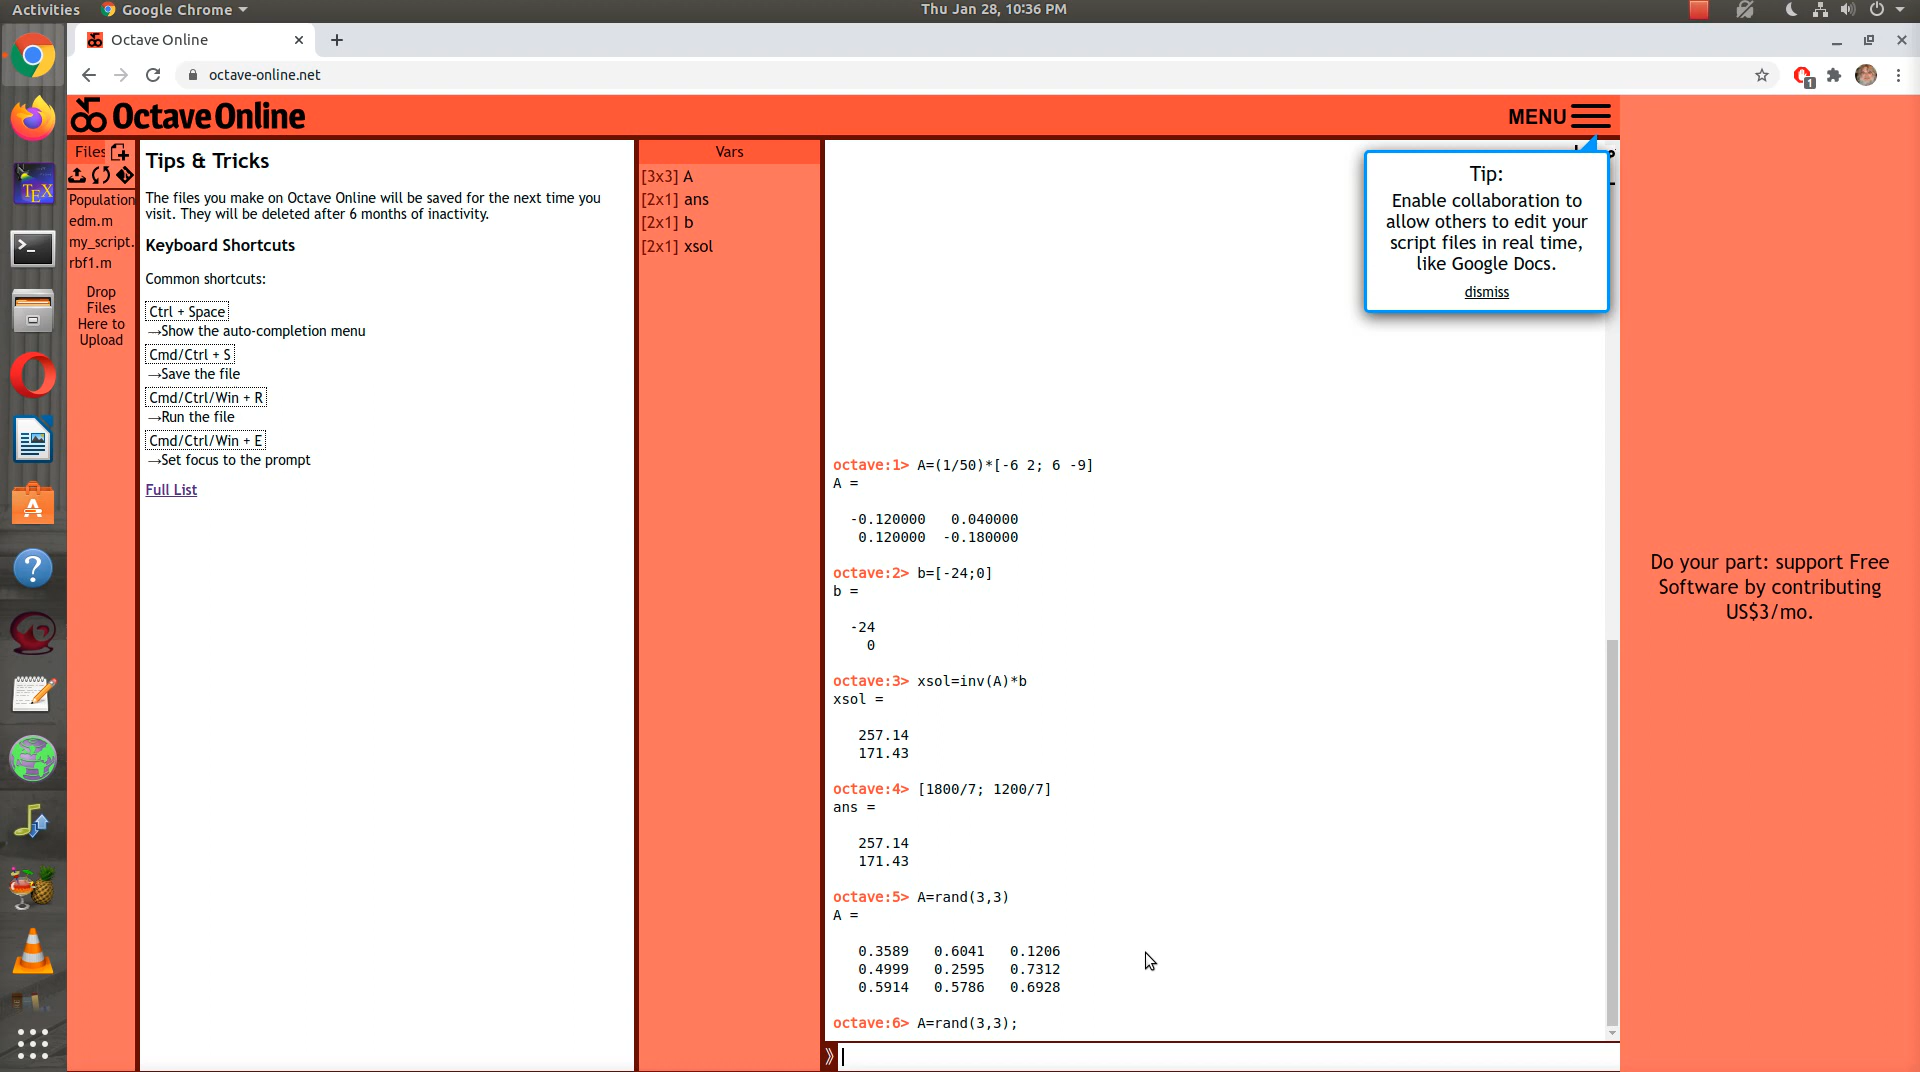 Activities
Google Chrome
Thu Jan 28, 10:36 PM
Octave Online
octave-online.net
1
Octave Online
MENU
Files
Population
edm.m
my_script.
rbf1.m
Drop
Files
Here to
Upload
Tips & Tricks
The files you make on Octave Online will be saved for the next time you
visit. They will be deleted after 6 months of inactivity.
Keyboard Shortcuts
Common shortcuts:
Ctrl + Space
→Show the auto-completion menu
Cmd/Ctrl + S
→Save the file
Cmd/Ctrl/Win + R
→Run the file
Cmd/Ctrl/Win + E
→Set focus to the prompt
Full List
Vars
[3x3] A
[2x1] ans
[2x1] b
[2x1] xsol
Tip:
Enable collaboration to
allow others to edit your
script files in real time,
like Google Docs.
dismiss
octave:1> A=(1/50)*[-6 2; 6 -9]
A =
-0.120000 0.040000
0.120000 -0.180000
octave:2> b=[-24;0]
b =
-24
0
octave:3> xsol=inv(A)*b
xsol =
257.14
171.43
octave:4> [1800/7; 1200/7]
ans =
257.14
171.43
octave:5> A=rand(3,3)
A =
0.3589 0.6041 0.1206
0.4999 0.2595 0.7312
0.5914 0.5786 0.6928
octave:6> A=rand(3,3);
Do your part: support Free
Software by contributing
US$3/mo.
TEX